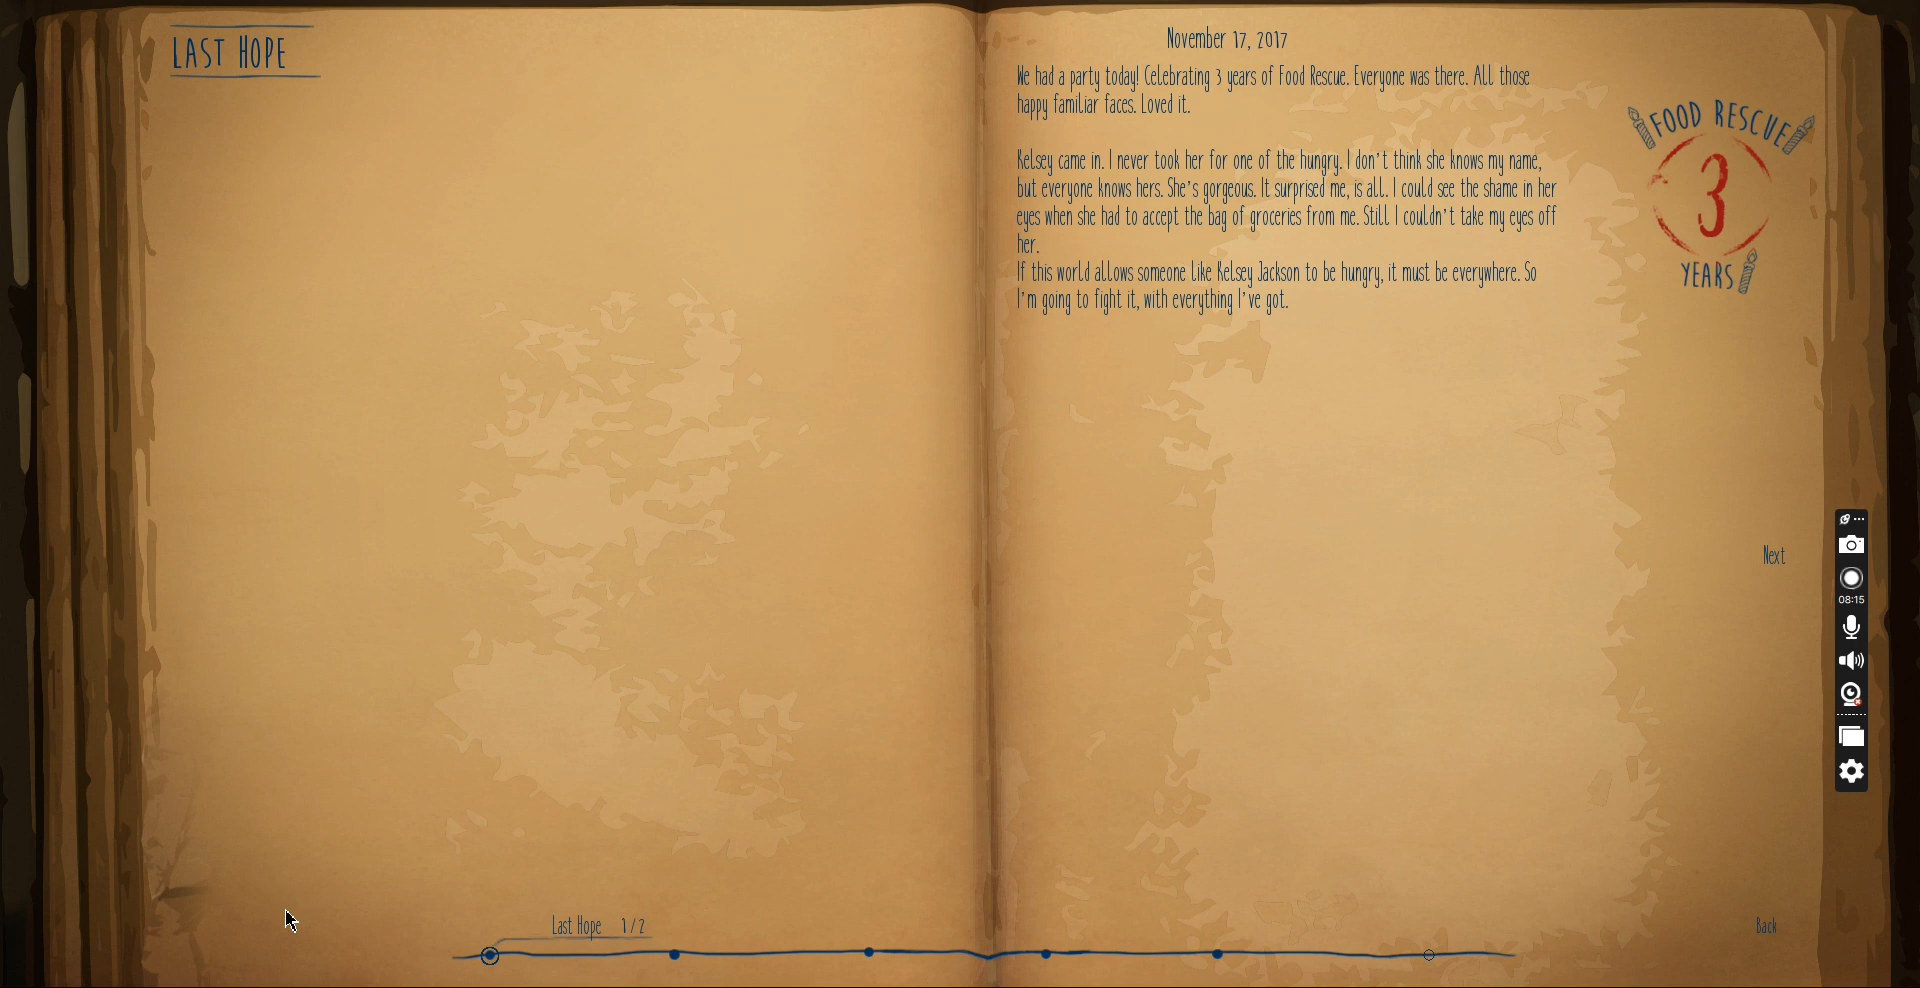 LAST HOPE
November 17, 2017
We had a party today! Celebrating 3 years of Food Rescue. Everyone was there. All those
happy familiar faces. Loved it.
Kelsey came in. I never took her for one of the hungry. I don't think she knows my name,
but everyone knows hers. She's gorgeous. It surprised me, is all. I could see the shame in her
eyes when she had to accept the bag of groceries from me. Still I couldn't take my eyes off
her.
If this world allows someone like Kelsey Jackson to be hungry, it must be everywhere. So
I'm going to fight it, with everything I've got.
FOOD RESCUE
3
YEARS
Next
08:15
Last Hope 1/2
Back